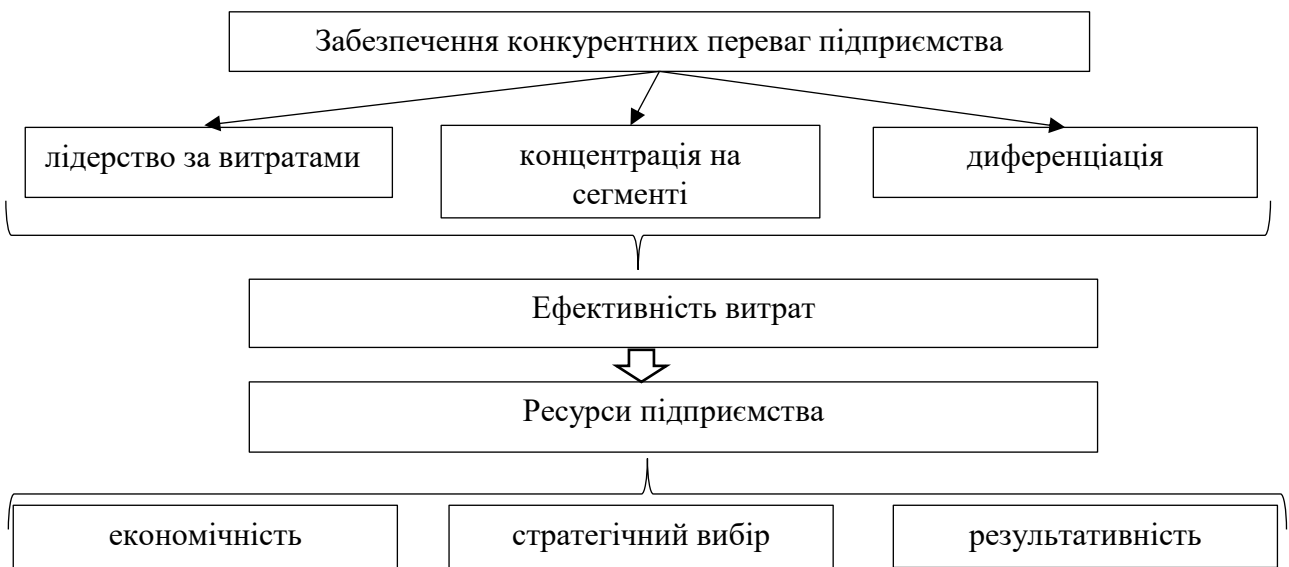 Забезпечення конкурентних переваг підприємства
лідерство за витратами
концентрація на
сегменті
диференціація
Ефективність витрат
Ресурси підприємства
економічність
стратегічний вибір
результативність